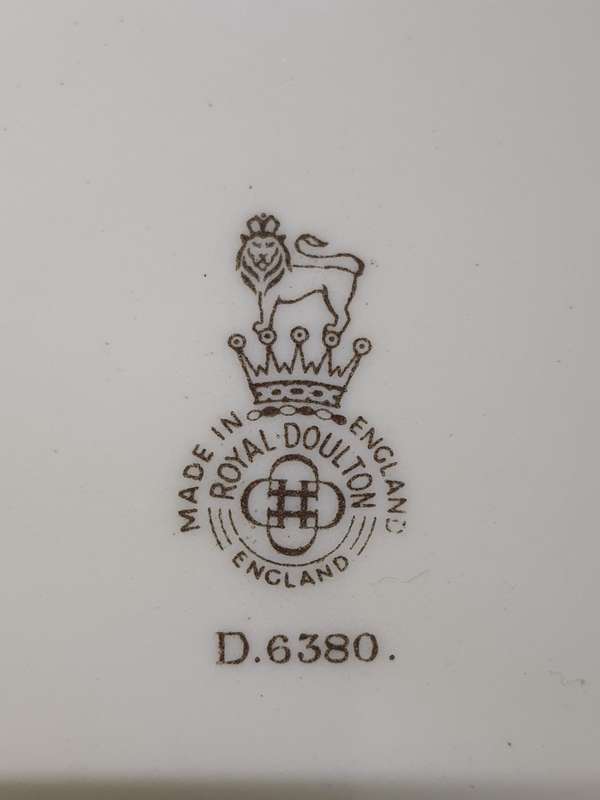 MADE IN ENGLAND
ROYAL DOULTON
ENGLAND
D.6380.